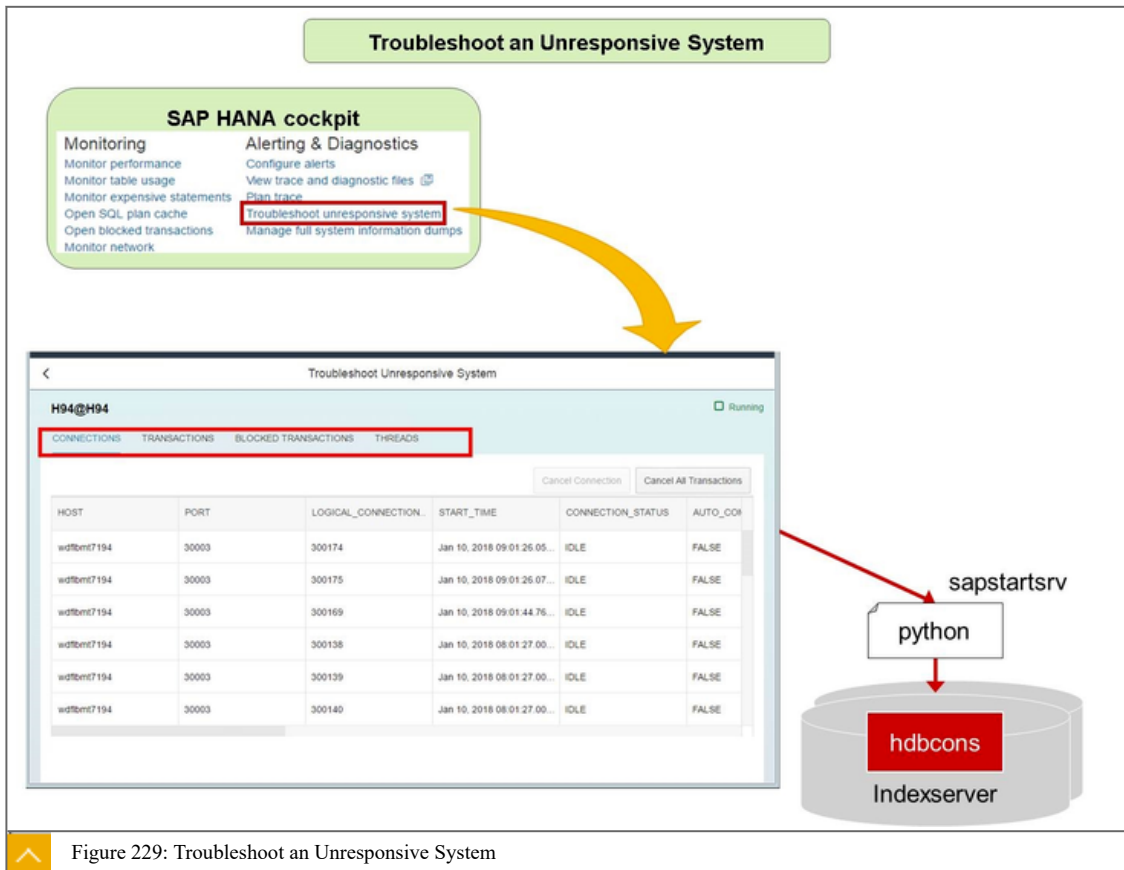 Troubleshoot an Unresponsive System
SAP HANA cockpit
Monitoring
Monitor performance
Monitor table usage
Monitor expensive statements
Open SQL plan cache
Open blocked transactions
Monitor network
Alerting & Diagnostics
Configure alerts
View trace and diagnostic files
Plan trace
Troubleshoot unresponsive system
Manage full system information dumps
Troubleshoot Unresponsive System
H94@H94
Running
CONNECTIONS TRANSACTIONS BLOCKED TRANSACTIONS THREADS
Cancel Connection Cancel All Transactions
HOST PORT LOGICAL_CONNECTION... START_TIME CONNECTION_STATUS AUTO_COM
wdflbmt7194 30003 300174 Jan 10, 2018 09:01:26.05... IDLE FALSE
wdflbmt7194 30003 300175 Jan 10, 2018 09:01:26.07... IDLE FALSE
wdflbmt7194 30003 300169 Jan 10, 2018 09:01:44.76... IDLE FALSE
wdflbmt7194 30003 300138 Jan 10, 2018 08:01:27.00... IDLE FALSE
wdflbmt7194 30003 300139 Jan 10, 2018 08:01:27.00... IDLE FALSE
wdflbmt7194 30003 300140 Jan 10, 2018 08:01:27.00... IDLE FALSE
sapstartsrv
python
hdbcons
Indexserver
Figure 229: Troubleshoot an Unresponsive System